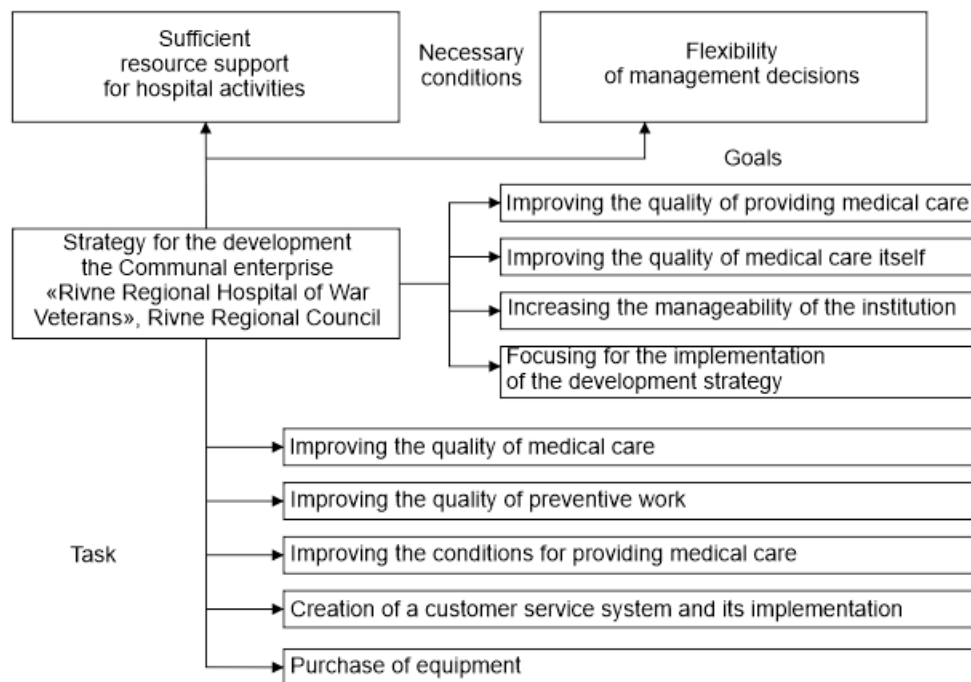 Sufficient
resource support
for hospital activities
Necessary
conditions
Flexibility
of management decisions
Goals
Improving the quality of providing medical care
Improving the quality of medical care itself
Increasing the manageability of the institution
Focusing for the implementation
of the development strategy
Strategy for the development
the Communal enterprise
«Rivne Regional Hospital of War
Veterans», Rivne Regional Council
Task
Improving the quality of medical care
Improving the quality of preventive work
Improving the conditions for providing medical care
Creation of a customer service system and its implementation
Purchase of equipment